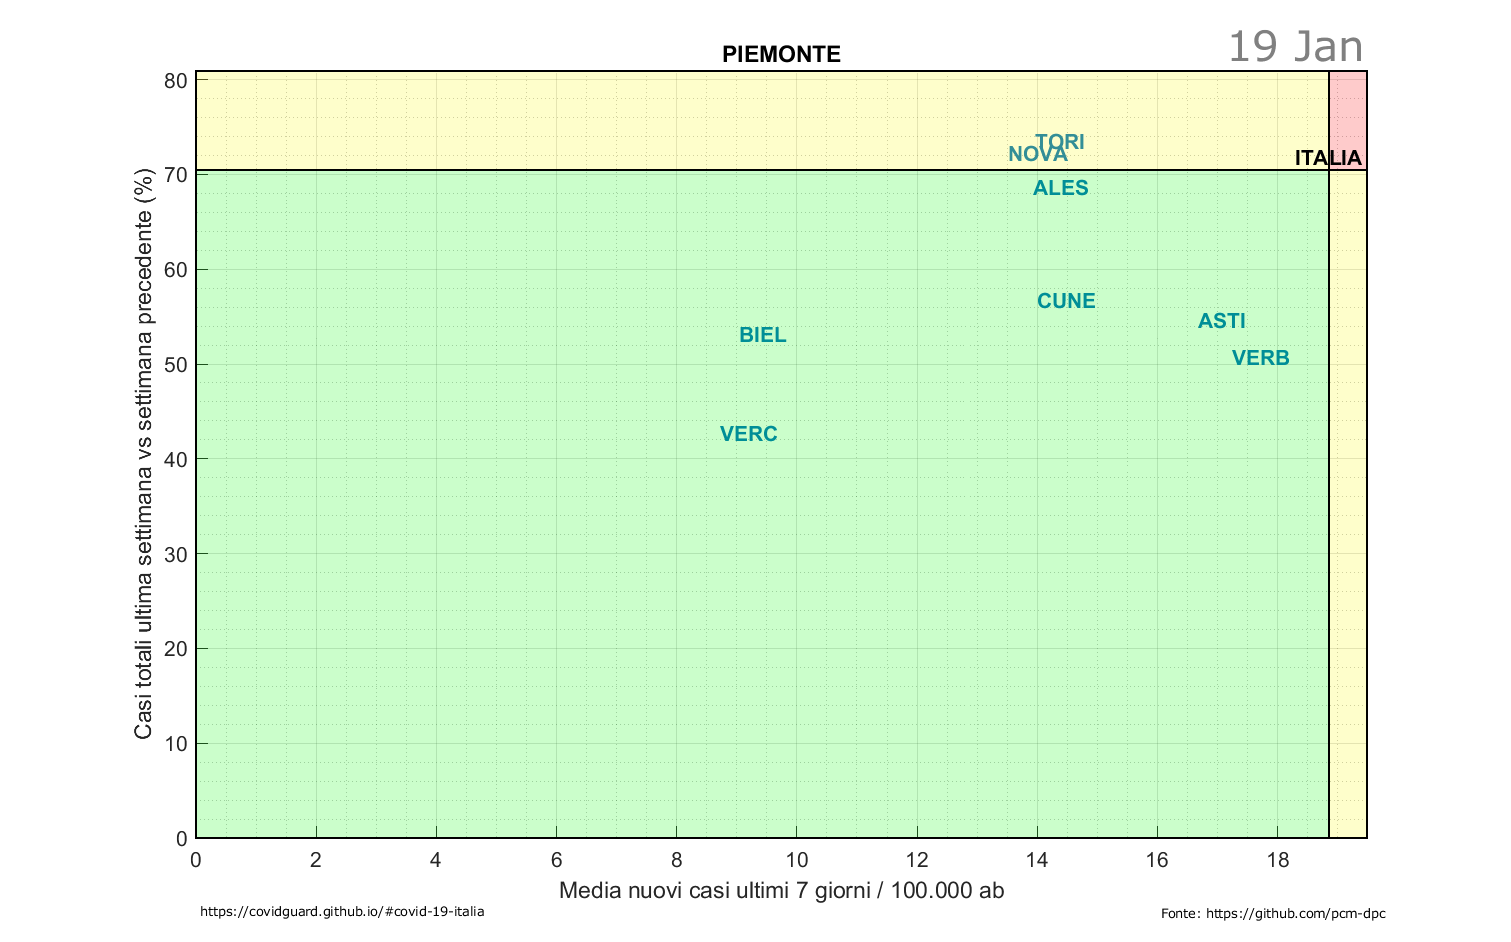 19 Jan
PIEMONTE
Casi totali ultima settimana vs settimana precedente (%)
80
70
60
50
40
30
20
10
0
TORI
NOVA
ITALIA
ALES
CUNE
ASTI
BIEL
VERB
VERC
0 2 4 6 8 10 12 14 16 18
Media nuovi casi ultimi 7 giorni / 100.000 ab
https://covidguard.github.io/#covid-19-italia
Fonte: https://github.com/pcm-dpc